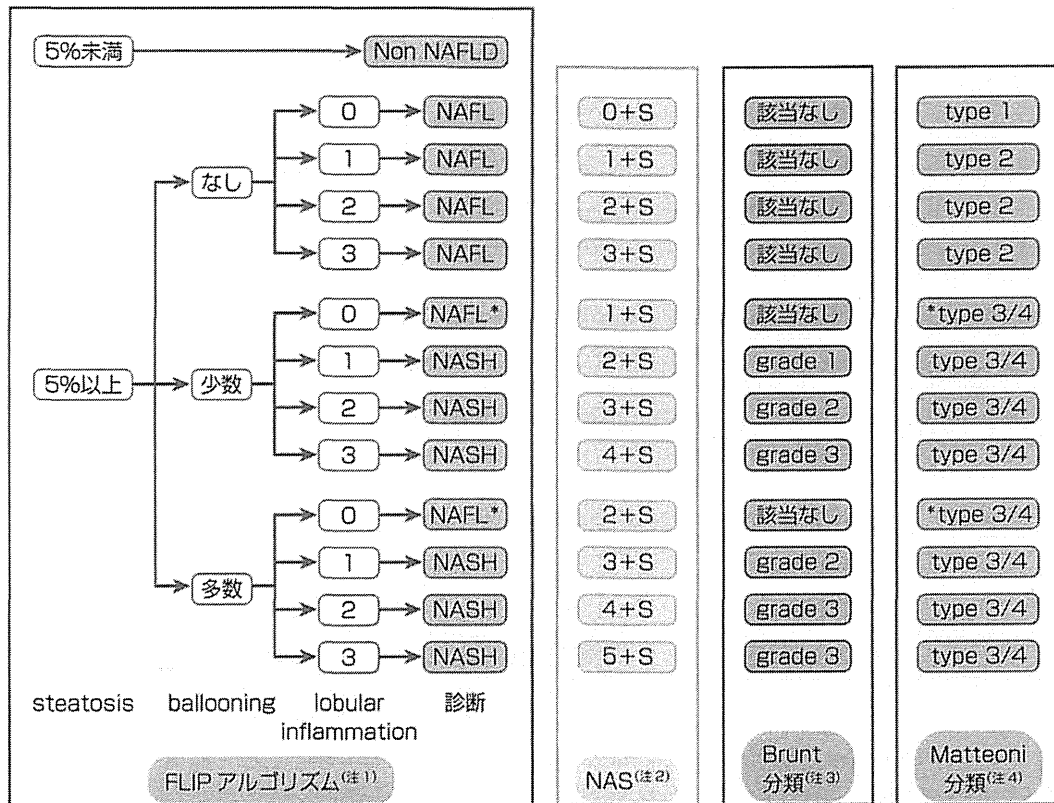 5%未満 Non NAFLD
0 NAFL 0+S 該当なし type 1
1 NAFL 1+S 該当なし type 2
なし
2 NAFL 2+S 該当なし type 2
3 NAFL 3+S 該当なし type 2
0 NAFL* 1+S 該当なし *type 3/4
1 NASH 2+S grade 1 type 3/4
5%以上 少数
2 NASH 3+S grade 2 type 3/4
3 NASH 4+S grade 3 type 3/4
0 NAFL* 2+S 該当なし *type 3/4
1 NASH 3+S grade 2 type 3/4
多数
2 NASH 4+S grade 3 type 3/4
3 NASH 5+S grade 3 type 3/4
steatosis ballooning lobular 診断
inflammation
FLIP アルゴリズム(注1)
NAS(注2)
Brunt
分類(注3)
Matteoni
分類(注4)